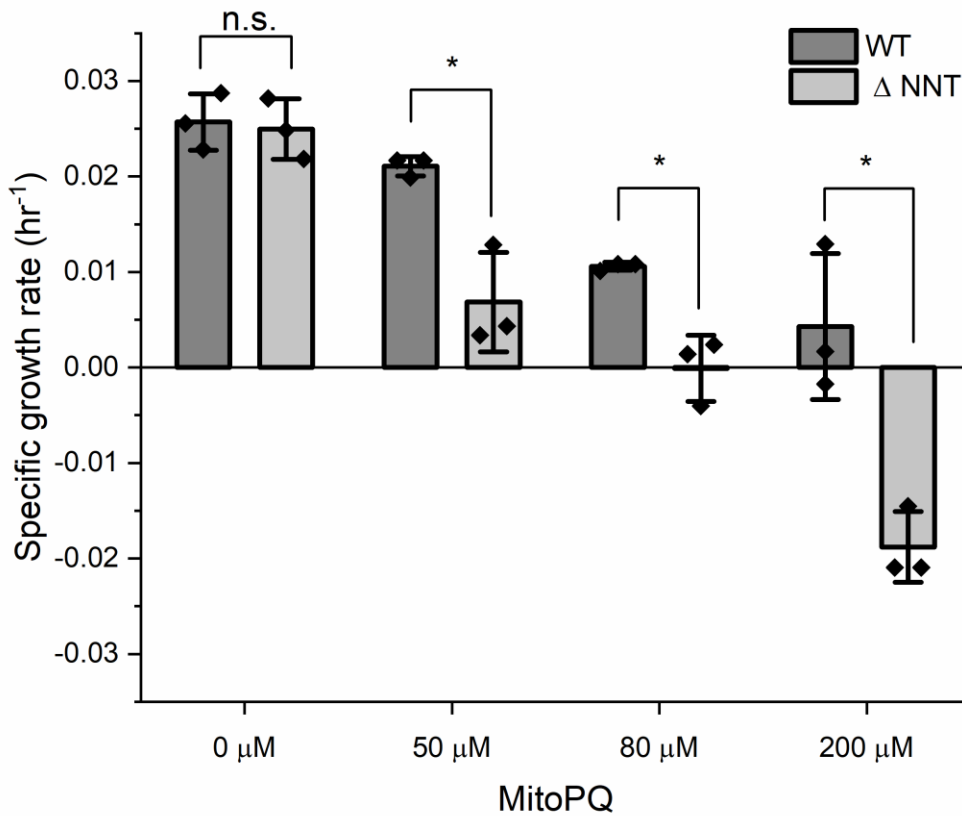 n.s.
*
*
*
WT
Δ NNT
Specific growth rate (hr⁻¹)
0.03
0.02
0.01
0.00
-0.01
-0.02
-0.03
0 μM
50 μM
80 μM
200 μM
MitoPQ